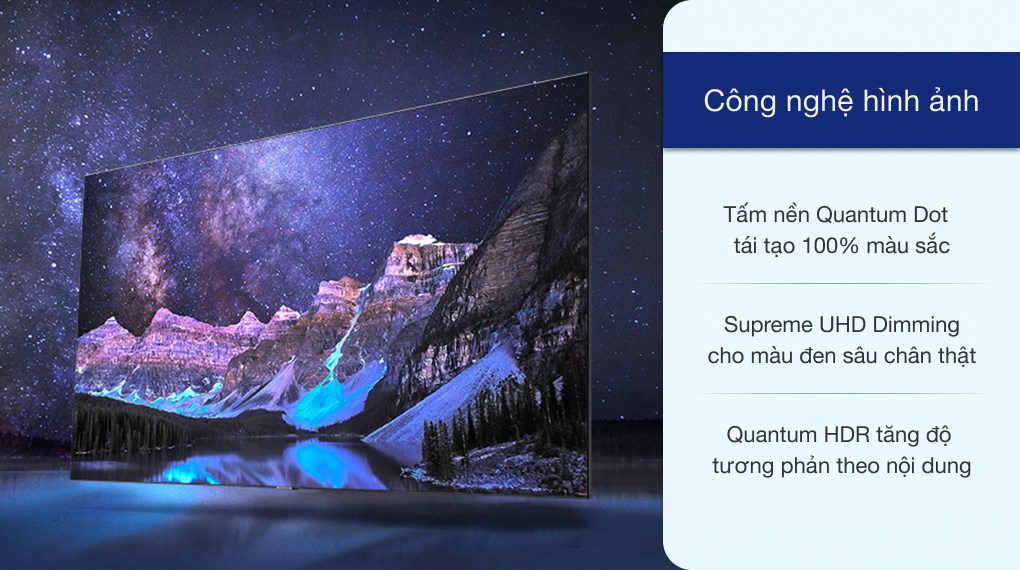 Công nghệ hình ảnh
Tấm nền Quantum Dot
tái tạo 100% màu sắc
Supreme UHD Dimming
cho màu đen sâu chân thật
Quantum HDR tăng độ
tương phản theo nội dung